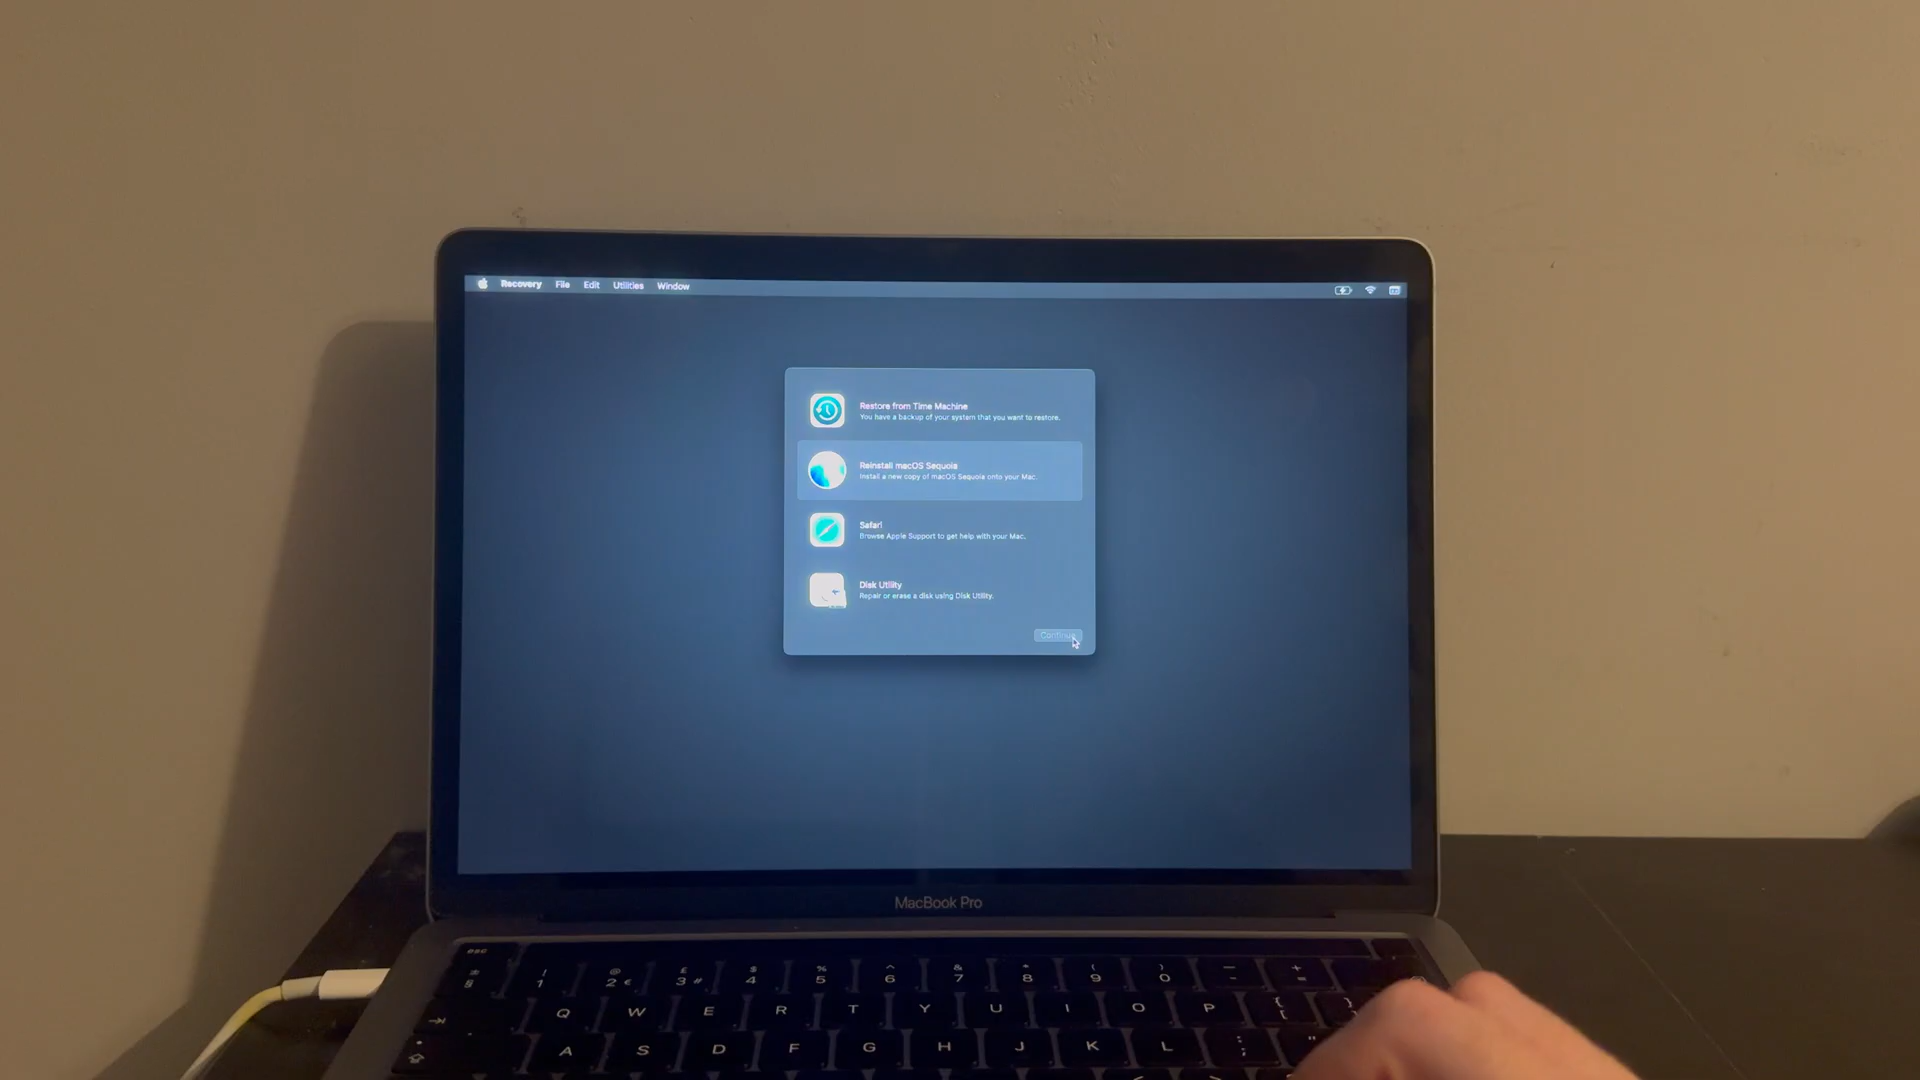 Recovery File Edit Utilities Window
Restore from Time Machine
You have a backup of your system that you want to restore.
Reinstall macOS Sequoia
Install a new copy of macOS Sequoia onto your Mac.
Safari
Browse Apple Support to get help with your Mac.
Disk Utility
Repair or erase a disk using Disk Utility.
Continue
MacBook Pro
esc
! @ £ $ % ^ & * ( ) — +
§ 1 2 € 3 # 4 5 6 7 8 9 0 - =
Q W E R T Y U I O P { }
A S D F G H J K L : "
;